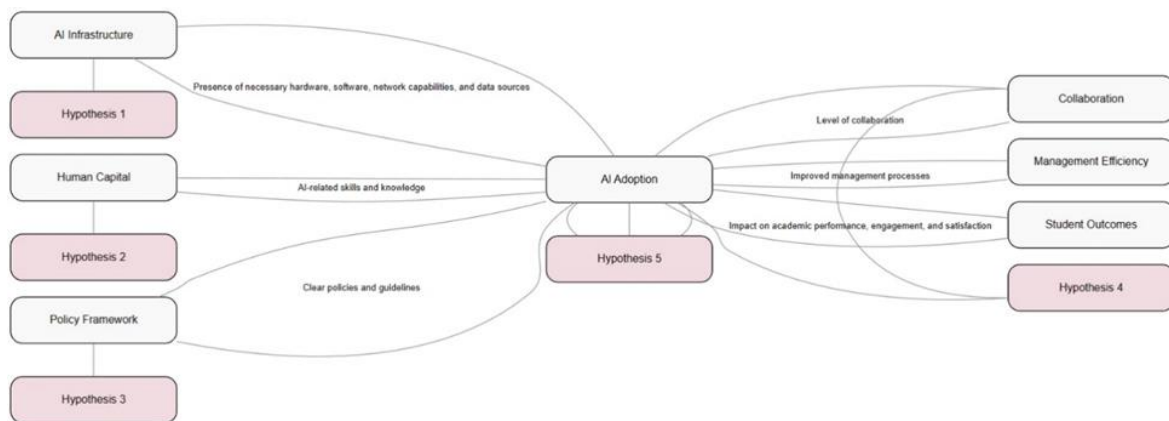 AI Infrastructure
Presence of necessary hardware, software, network capabilities, and data sources
Hypothesis 1
Human Capital
AI-related skills and knowledge
Hypothesis 2
Clear policies and guidelines
Policy Framework
Hypothesis 3
AI Adoption
Hypothesis 5
Collaboration
Level of collaboration
Management Efficiency
Improved management processes
Student Outcomes
Impact on academic performance, engagement, and satisfaction
Hypothesis 4